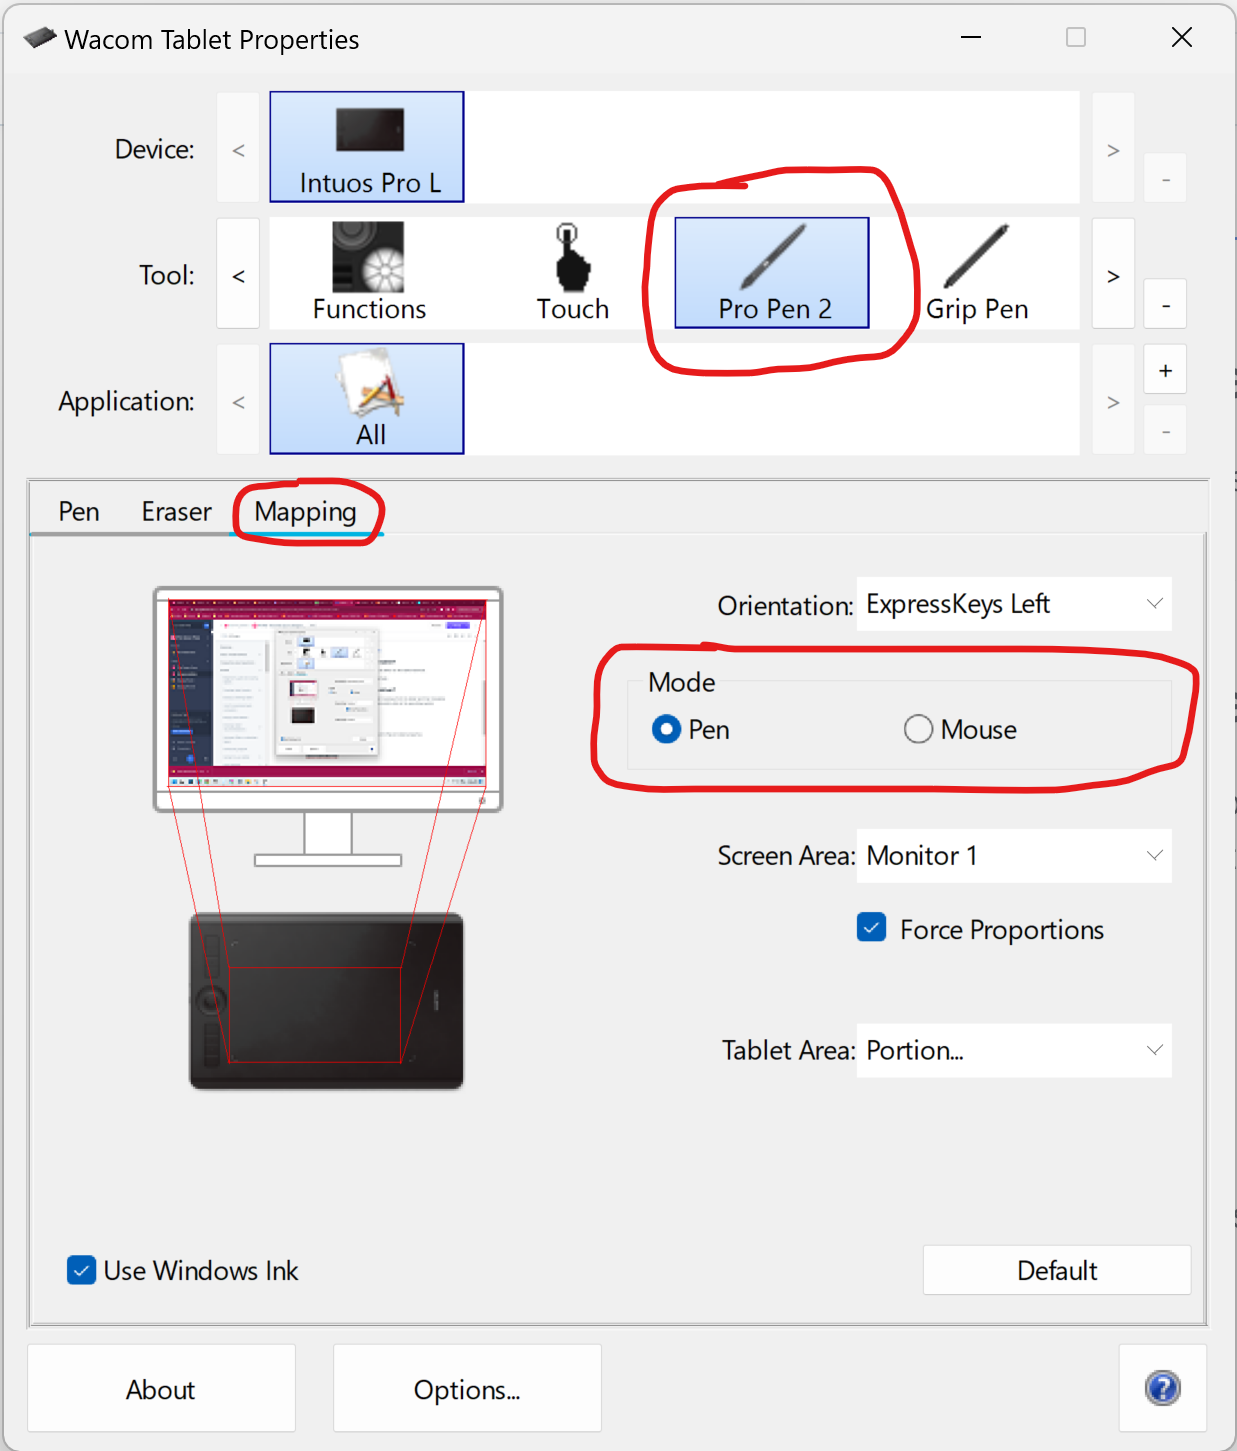 Wacom Tablet Properties
Device:
<
Intuos Pro L
>
-
Tool:
<
Functions
Touch
Pro Pen 2
Grip Pen
>
-
Application:
<
All
>
+
-
Pen Eraser Mapping
Orientation: ExpressKeys Left
Mode
Pen Mouse
Screen Area: Monitor 1
Force Proportions
Tablet Area: Portion...
Use Windows Ink
Default
About Options... ?